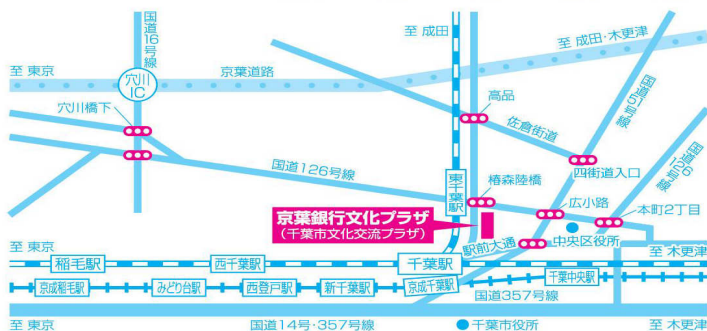 国道16号線
至 成田
至 成田・木更津
至 東京
穴川
IC
京葉道路
高品
国道51号線
穴川橋下
佐倉街道
国道126号線
四街道入口
国道126号線
東千葉駅
椿森陸橋
広小路
本町2丁目
京葉銀行文化プラザ
(千葉市文化交流プラザ)
駅前大通
中央区役所
至 東京
至 木更津
稲毛駅
西千葉駅
千葉駅
京成稲毛駅
みどり台駅
西登戸駅
新千葉駅
京成千葉駅
千葉中央駅
国道357号線
至 東京
国道14号・357号線
千葉市役所
至 木更津